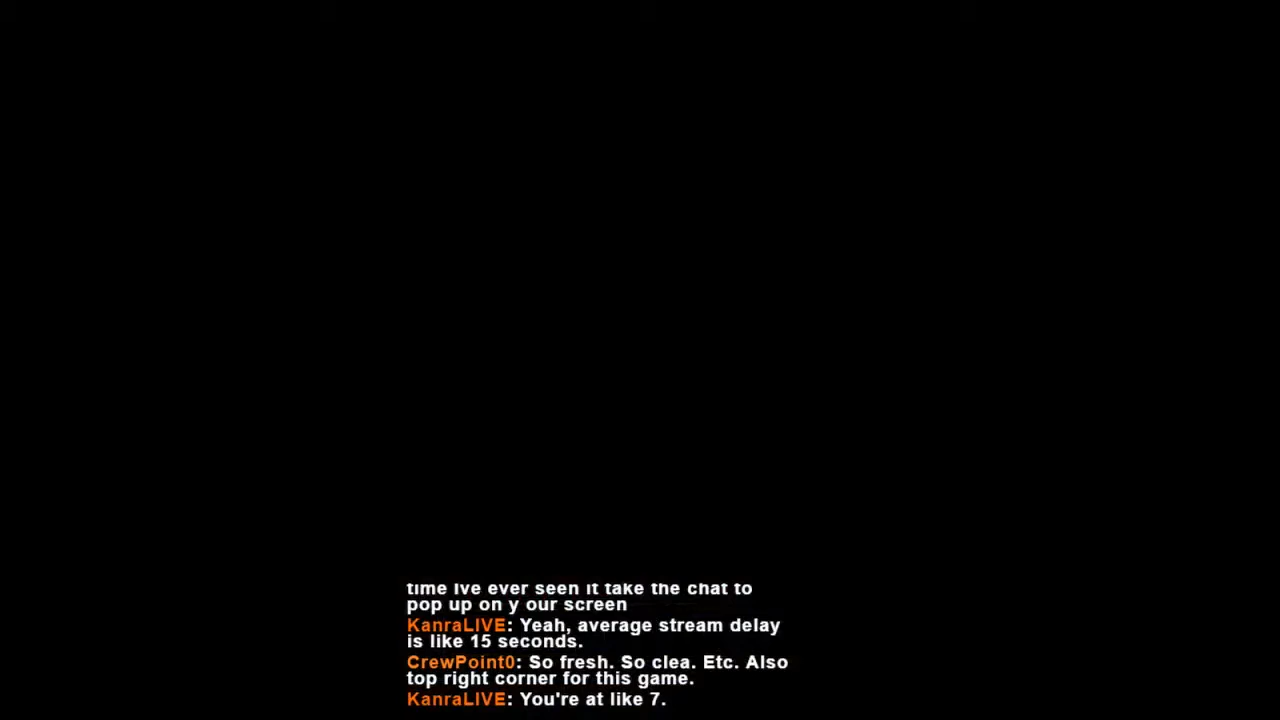 time Ive ever seen it take the chat to
pop up on y our screen
KanraLIVE: Yeah, average stream delay
is like 15 seconds.
CrewPoint0: So fresh. So clea. Etc. Also
top right corner for this game.
KanraLIVE: You're at like 7.